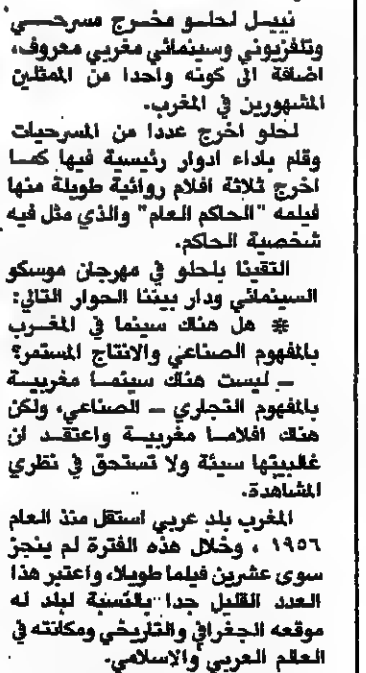 نبيل لحلو مخرج مسرحي
وتلفزيوني وسينمائي مغربي معروف،
اضافة الى كونه واحدا من الممثلين
المشهورين في المغرب.
لحلو اخرج عددا من المسرحيات
وقام باداء ادوار رئيسية فيها كما
اخرج ثلاثة افلام روائية طويلة منها
فيلمه "الحاكم العام" والذي مثل فيه
شخصية الحاكم.
التقينا بلحلو في مهرجان موسكو
السينمائي ودار بيننا الحوار التالي:
* هل هناك سينما في المغرب
بالمفهوم الصناعي والانتاج المستمر؟
ـ ليست هناك سينما مغربية
بالمفهوم التجاري ـ الصناعي، ولكن
هناك افلاما مغربية واعتقد ان
غالبيتها سيئة ولا تستحق في نظري
المشاهدة.
المغرب بلد عربي استقل منذ العام
١٩٥٦ ، وخلال هذه الفترة لم ينجز
سوى عشرين فيلما طويلا، واعتبر هذا
العدد القليل جدا بالنسبة لبلد له
موقعه الجغرافي والتاريخي ومكانته في
العالم العربي والاسلامي.